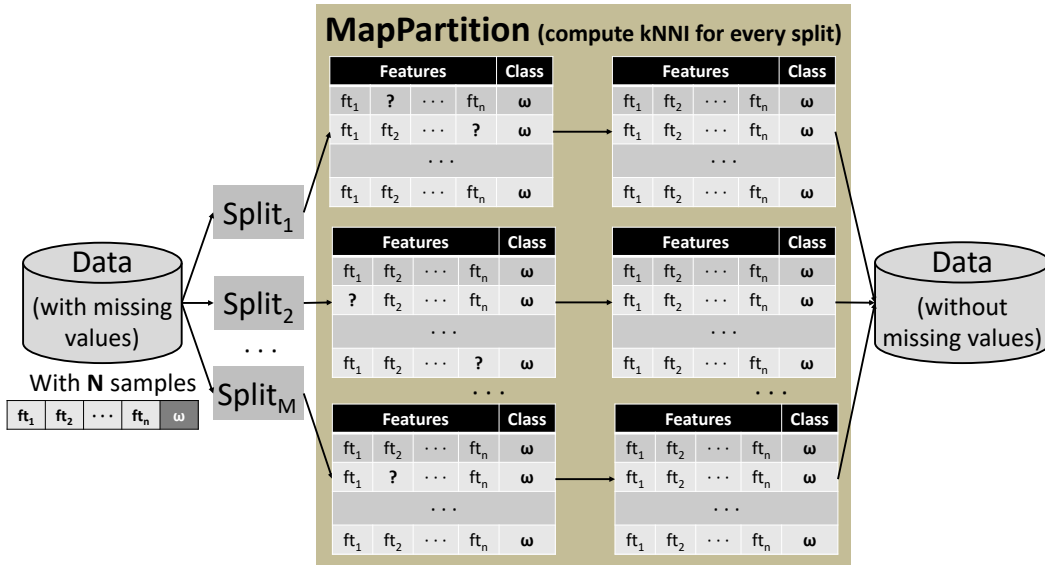 MapPartition (compute kNNI for every split)
Features Class
ft1 ? ··· ftn ω
ft1 ft2 ··· ? ω
···
ft1 ft2 ··· ftn ω
Features Class
ft1 ft2 ··· ftn ω
ft1 ft2 ··· ftn ω
···
ft1 ft2 ··· ftn ω
Split1
Data
(with missing
values)
Split2
···
SplitM
With N samples
ft1 ft2 ··· ftn ω
Features Class
ft1 ft2 ··· ftn ω
? ft2 ··· ftn ω
···
ft1 ft2 ··· ? ω
···
Features Class
ft1 ft2 ··· ftn ω
ft1 ft2 ··· ftn ω
···
ft1 ft2 ··· ftn ω
···
Features Class
ft1 ft2 ··· ftn ω
ft1 ? ··· ftn ω
···
ft1 ft2 ··· ftn ω
Features Class
ft1 ft2 ··· ftn ω
ft1 ft2 ··· ftn ω
···
ft1 ft2 ··· ftn ω
Data
(without
missing values)